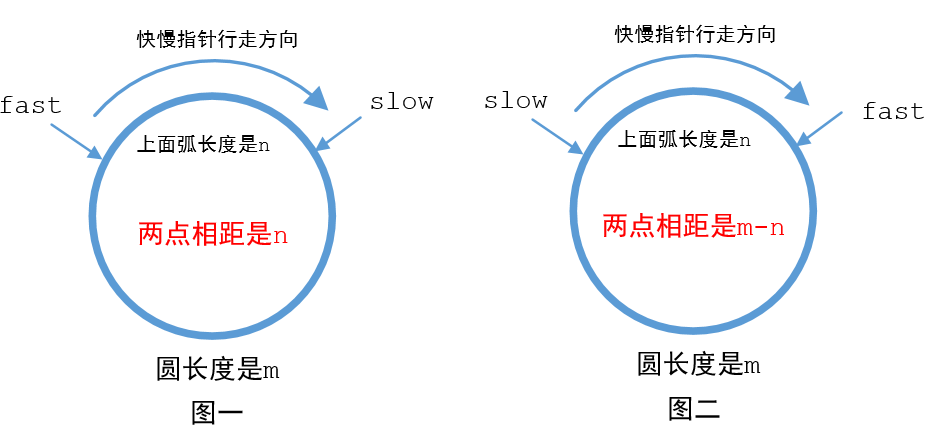 快慢指针行走方向
fast
slow
上面弧长度是n
两点相距是n
圆长度是m
图一
快慢指针行走方向
slow
fast
上面弧长度是n
两点相距是m-n
圆长度是m
图二